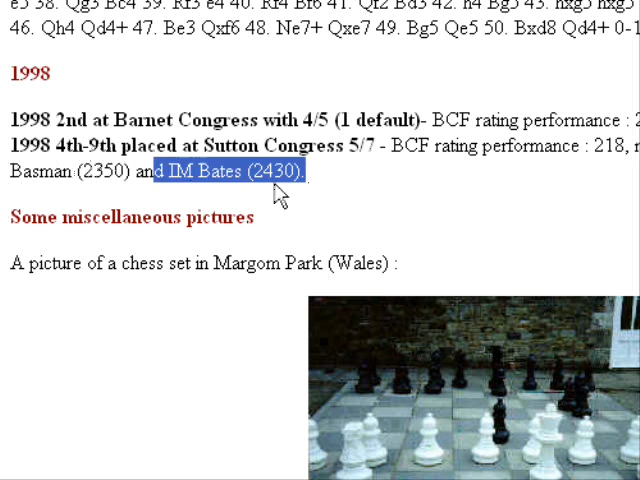 e5 38. Qg3 Bc4 39. Rf3 e4 40. Rf4 Bf6 41. Qf2 Bd3 42. h4 Bg5 43. hxg5 hxg5
46. Qh4 Qd4+ 47. Be3 Qxf6 48. Ne7+ Qxe7 49. Bg5 Qe5 50. Bxd8 Qd4+ 0-1
1998
1998 2nd at Barnet Congress with 4/5 (1 default)- BCF rating performance : 2
1998 4th-9th placed at Sutton Congress 5/7 - BCF rating performance : 218,
Basman (2350) and IM Bates (2430).
Some miscellaneous pictures
A picture of a chess set in Margom Park (Wales) :